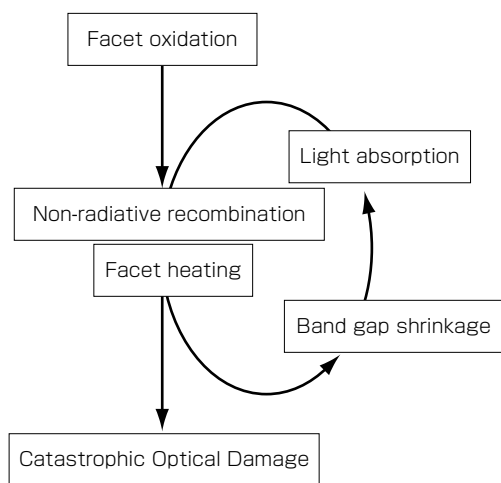 Facet oxidation
Light absorption
Non-radiative recombination
Facet heating
Band gap shrinkage
Catastrophic Optical Damage